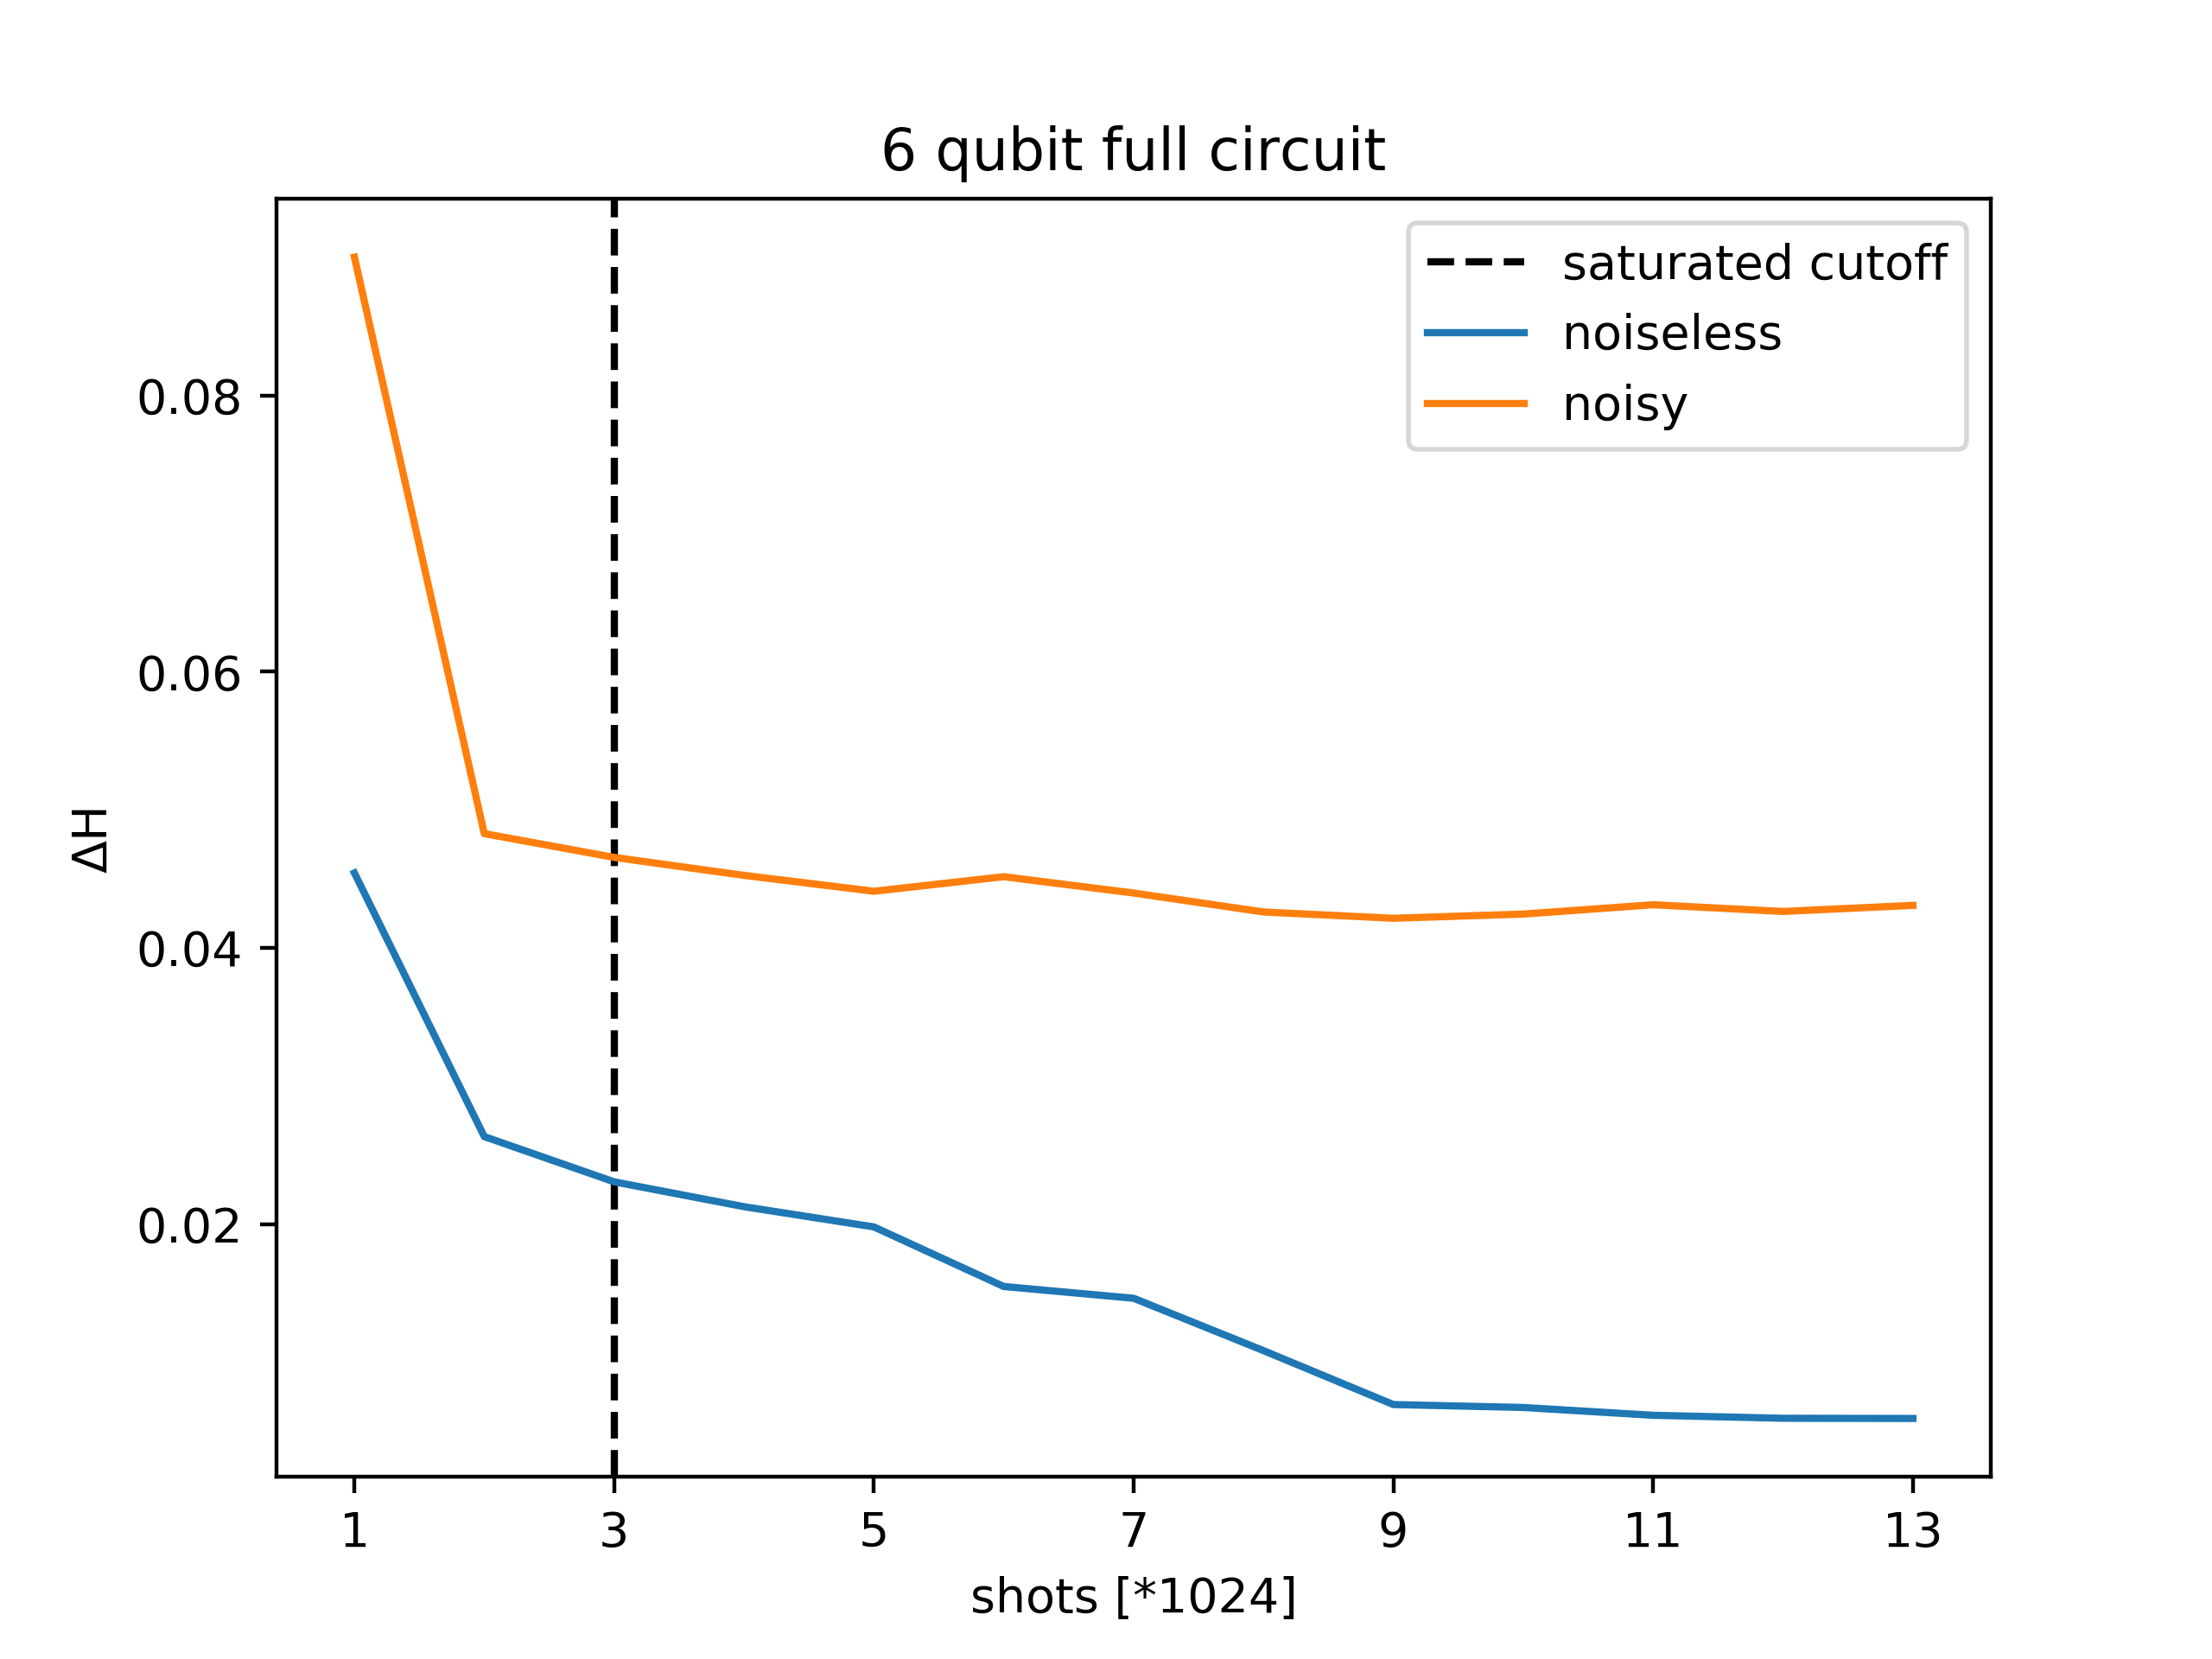 6 qubit full circuit
saturated cutoff
noiseless
noisy
0.08
0.06
0.04
0.02
ΔH
1 3 5 7 9 11 13
shots [*1024]